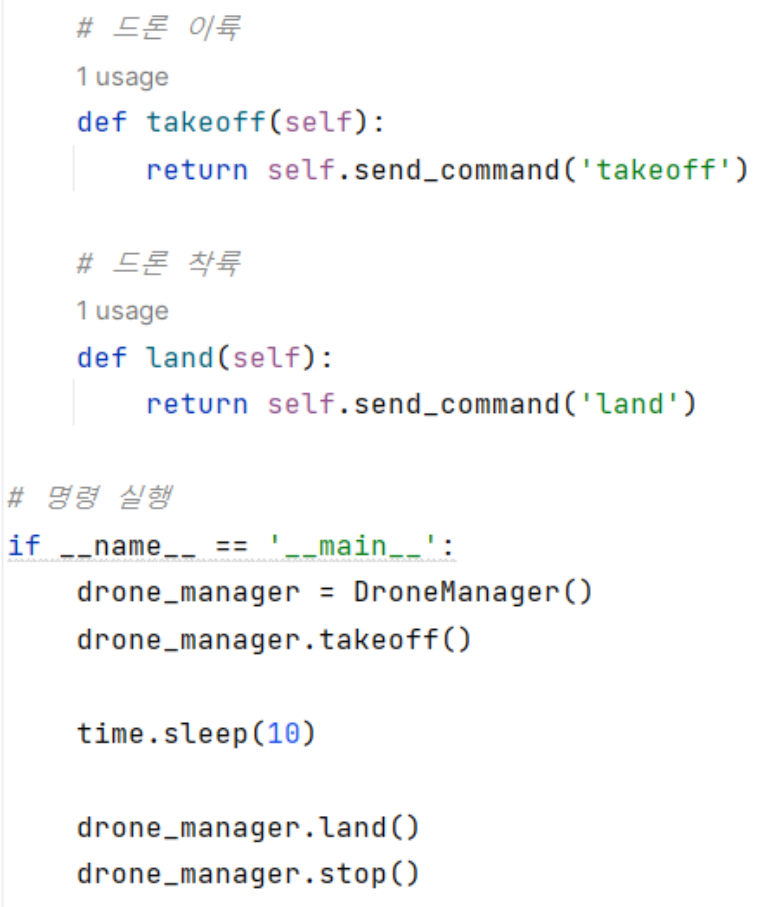 # 드론 이륙
1 usage
def takeoff(self):
return self.send_command('takeoff')
# 드론 착륙
1 usage
def land(self):
return self.send_command('land')
# 명령 실행
if __name__ == '__main__':
drone_manager = DroneManager()
drone_manager.takeoff()
time.sleep(10)
drone_manager.land()
drone_manager.stop()